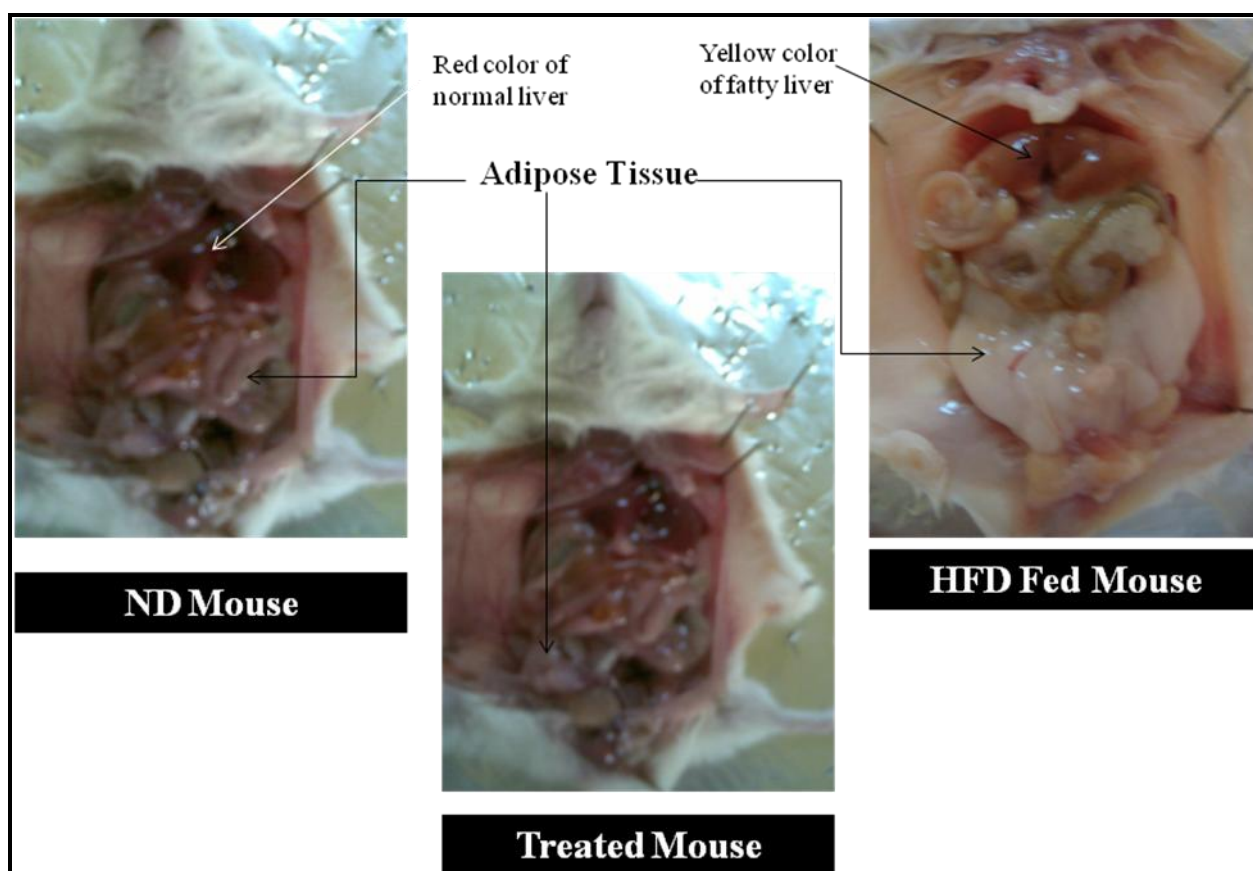 Red color of
normal liver
Yellow color
of fatty liver
Adipose Tissue
ND Mouse
HFD Fed Mouse
Treated Mouse